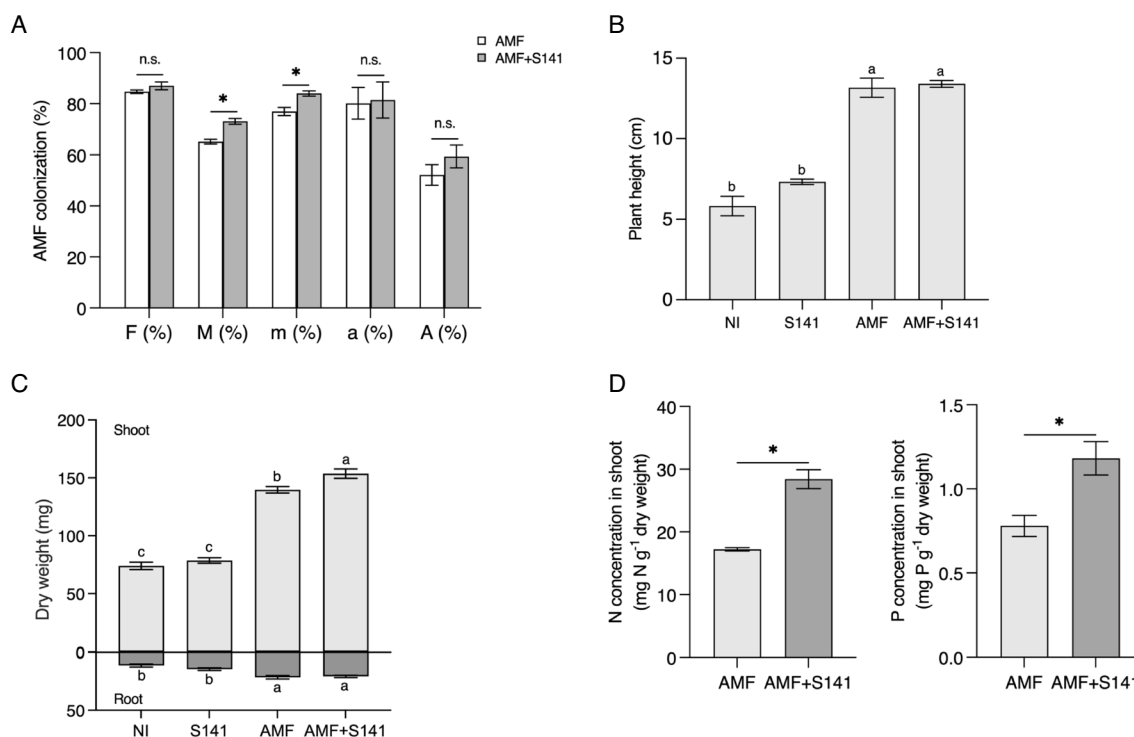 A
AMF
AMF+S141
AMF colonization (%)
100
80
60
40
20
0
n.s.
*
*
n.s.
n.s.
F (%) M (%) m (%) a (%) A (%)
B
Plant height (cm)
15
10
5
0
b
b
a
a
NI S141 AMF AMF+S141
C
Dry weight (mg)
200
150
100
50
0
50
Shoot
c
c
b
a
b
b
a
a
Root
NI S141 AMF AMF+S141
D
N concentration in shoot
(mg N g⁻¹ dry weight)
40
30
20
10
0
*
AMF AMF+S141
P concentration in shoot
(mg P g⁻¹ dry weight)
1.5
1.0
0.5
0.0
*
AMF AMF+S141